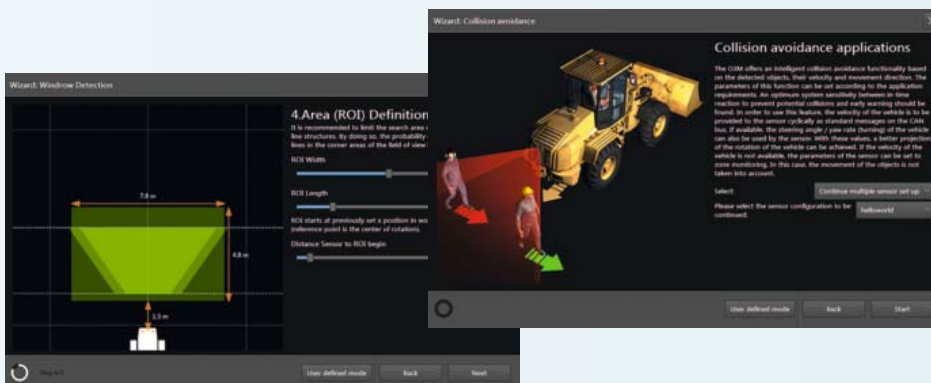 Wizard: Windrow Detection
4.Area (ROI) Definition
It is recommended to limit the search area
line structures. By doing so, the probability
lines in the corner areas of the field of view
ROI Width
ROI Length
ROI starts at previously set x position in
(reference point is the center of rotation).
Distance Sensor to ROI begin
7.8 m
4.8 m
1.5 m
User defined mode
Back
Next
Wizard: Collision avoidance
Collision avoidance applications
The O3M offers an intelligent collision avoidance functionality based
on the detected objects, their velocity and movement direction. The
parameters of this function can be set according to the application
requirements. An optimum system sensitivity between in-time
reaction to prevent potential collisions and early warning should be
found. In order to use this feature, the velocity of the vehicle is to be
provided to the sensor cyclically as standard messages on the CAN
bus. If available, the steering angle / yaw rate (turning) of the vehicle
can also be used by the sensor. With these values, a better projection
of the rotation of the vehicle can be achieved. If the velocity of the
vehicle is not available, the parameters of the sensor can be set to
zone monitoring. In this case, the movement of the objects is not
taken into account.
Select:
Continue multiple sensor set up
Please select the sensor configuration to be
continued:
helloworld
User defined mode
Back
Start